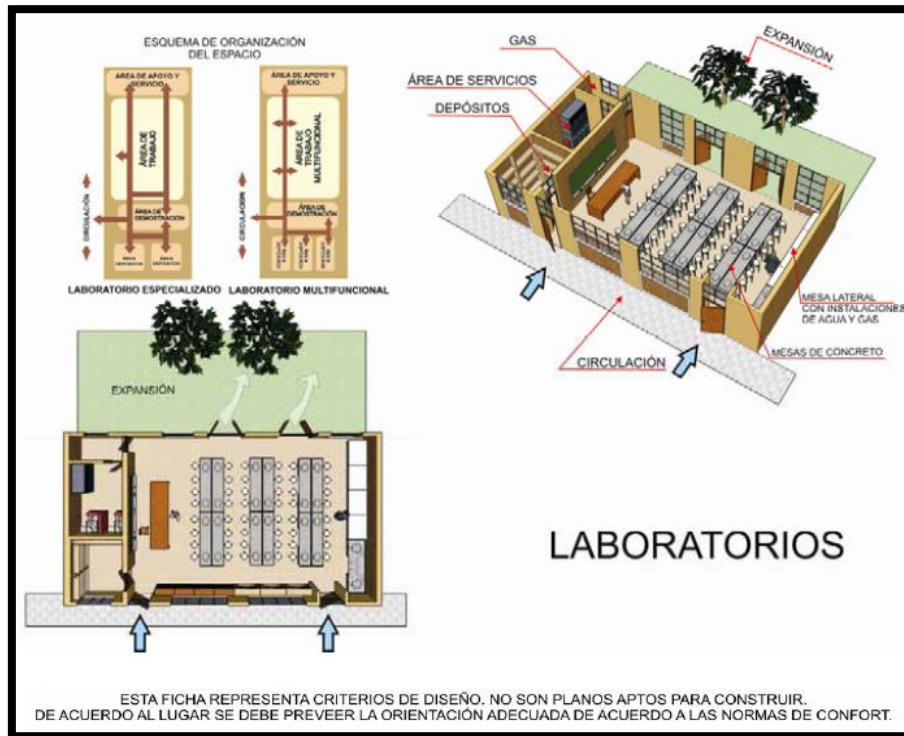 ESQUEMA DE ORGANIZACIÓN
DEL ESPACIO
ÁREA DE APOYO Y
SERVICIO
ÁREA DE
TRABAJO
CIRCULACIÓN
ÁREA DE
DEMOSTRACIÓN
ÁREA
DEPÓSITOS
ÁREA
DEPÓSITOS
LABORATORIO ESPECIALIZADO
ÁREA DE APOYO Y
SERVICIO
ÁREA DE
TRABAJO
MULTIFUNCIONAL
CIRCULACIÓN
ÁREA
DE DEMOSTRACIÓN
LABORATORIO MULTIFUNCIONAL
GAS
ÁREA DE SERVICIOS
DEPÓSITOS
EXPANSIÓN
MESA LATERAL
CON INSTALACIONES
DE AGUA Y GAS
MESAS DE CONCRETO
CIRCULACIÓN
EXPANSIÓN
LABORATORIOS
ESTA FICHA REPRESENTA CRITERIOS DE DISEÑO. NO SON PLANOS APTOS PARA CONSTRUIR.
DE ACUERDO AL LUGAR SE DEBE PREVEER LA ORIENTACIÓN ADECUADA DE ACUERDO A LAS NORMAS DE CONFORT.